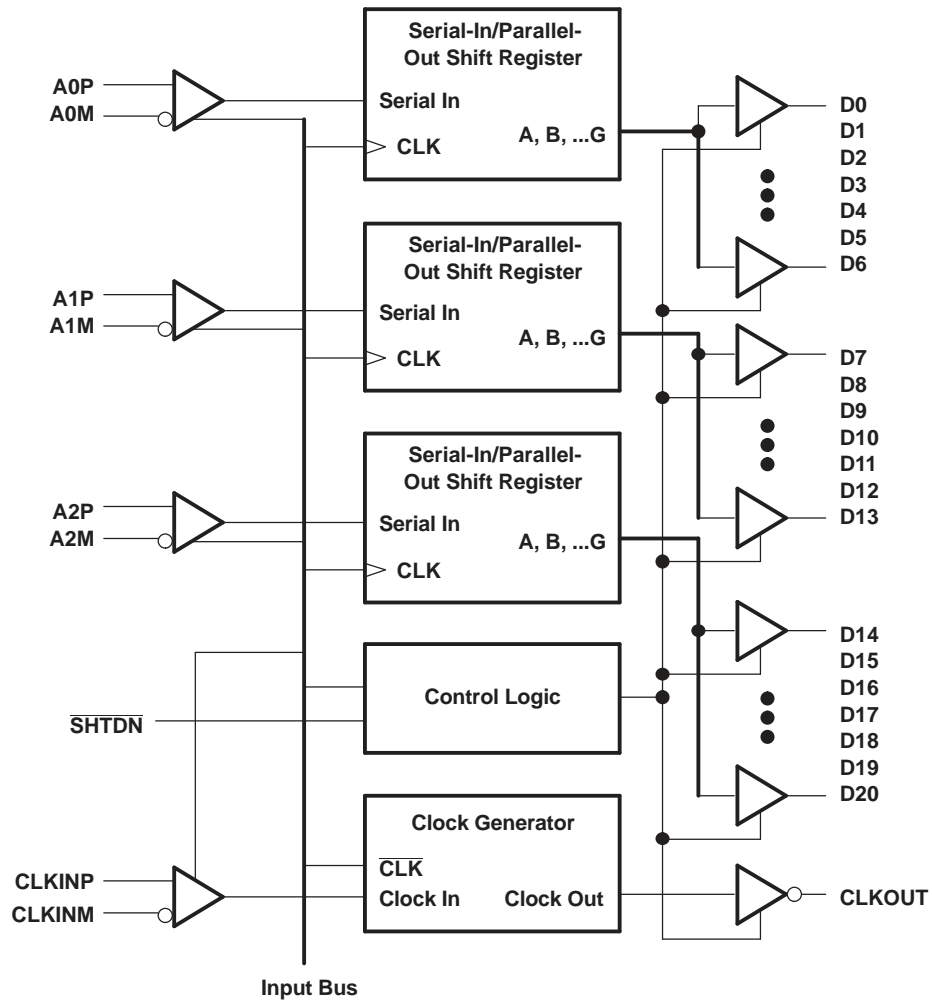 Serial-In/Parallel-
Out Shift Register
A0P
A0M
Serial In
CLK
A, B, ...G
D0
D1
D2
D3
D4
D5
D6
Serial-In/Parallel-
Out Shift Register
A1P
A1M
Serial In
CLK
A, B, ...G
D7
D8
D9
D10
D11
D12
D13
Serial-In/Parallel-
Out Shift Register
A2P
A2M
Serial In
CLK
A, B, ...G
D14
D15
D16
D17
D18
D19
D20
Control Logic
S̅H̅T̅D̅N̅
Clock Generator
C̅L̅K̅
CLKINP
CLKINM
Clock In
Clock Out
CLKOUT
Input Bus